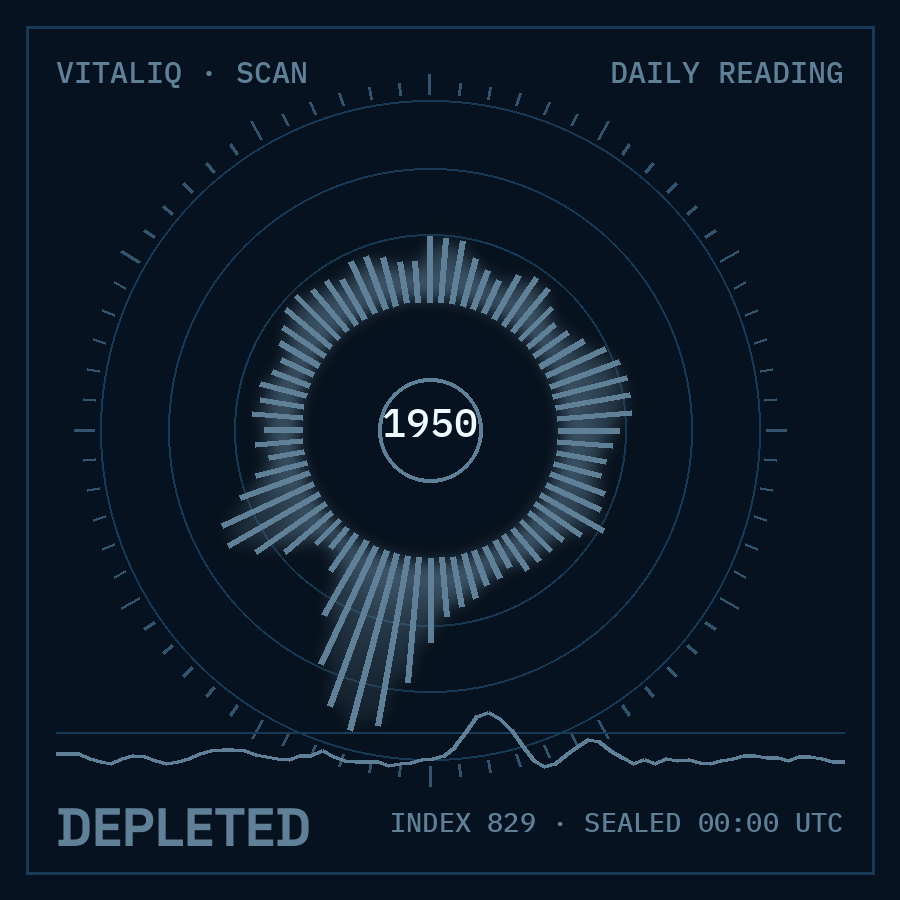 VITALIQ · SCAN
DAILY READING
1950
DEPLETED
INDEX 829 · SEALED 00:00 UTC